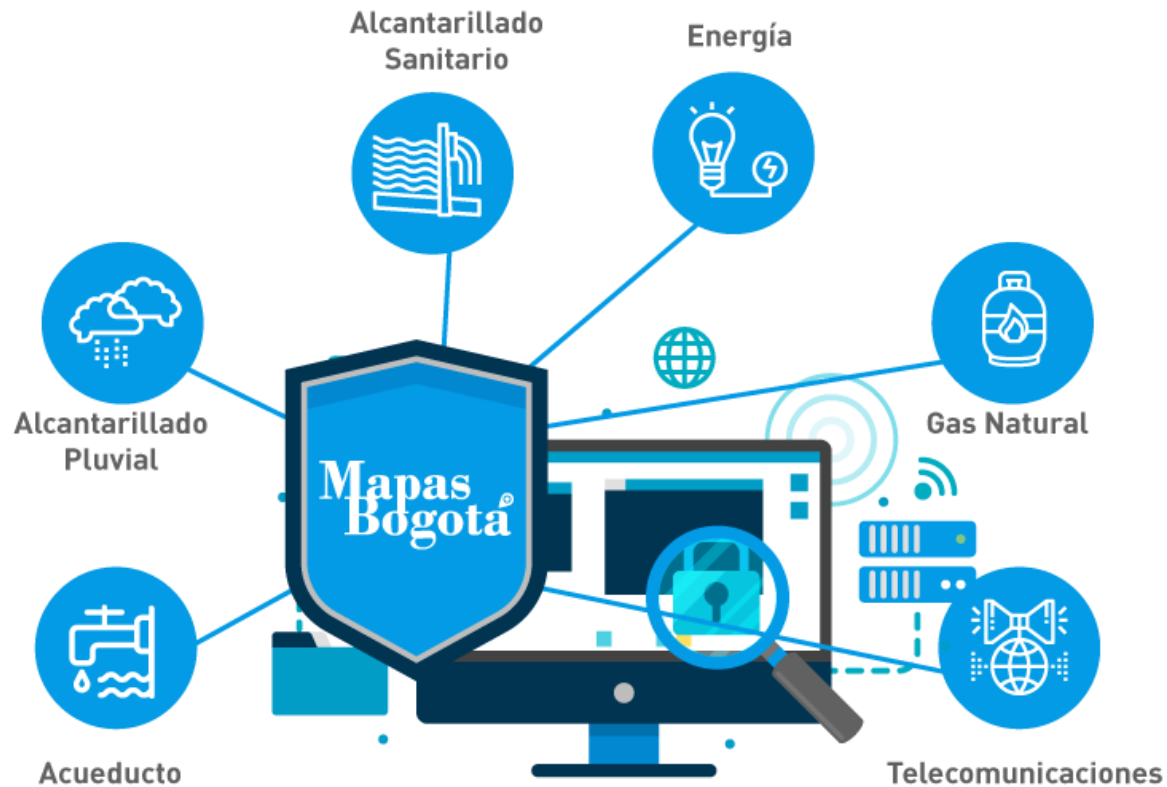 Alcantarillado
Sanitario
Energía
Alcantarillado
Pluvial
Gas Natural
Mapas
Bogotá
Acueducto
Telecomunicaciones